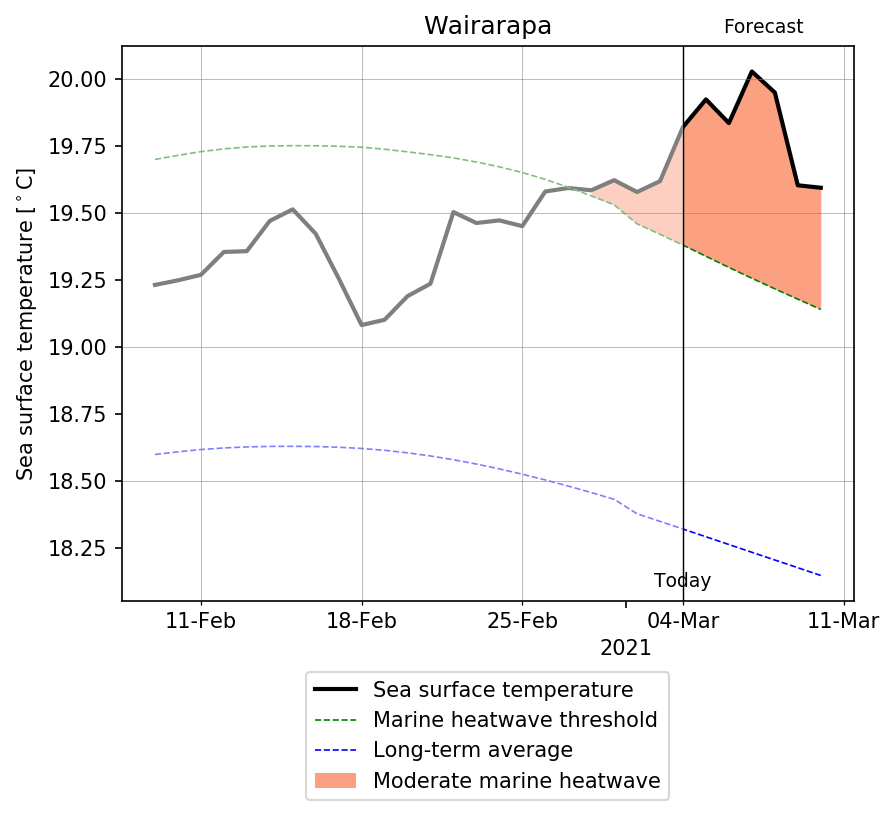 Wairarapa
Forecast
Sea surface temperature [°C]
20.00
19.75
19.50
19.25
19.00
18.75
18.50
18.25
Today
11-Feb
18-Feb
25-Feb
04-Mar
11-Mar
2021
Sea surface temperature
Marine heatwave threshold
Long-term average
Moderate marine heatwave